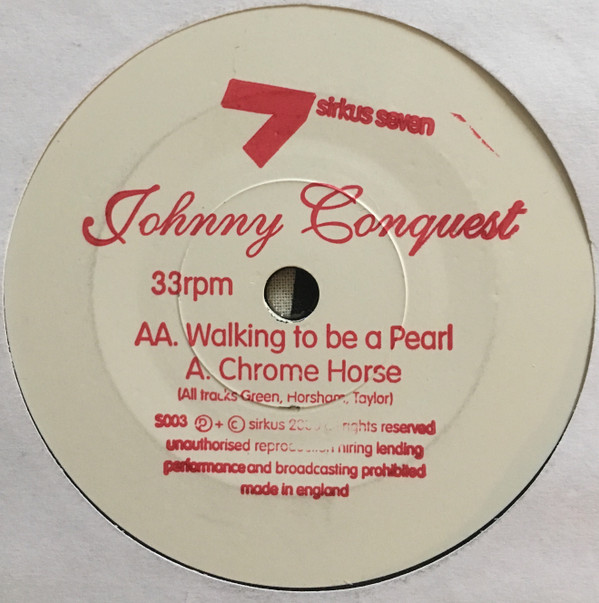 7 sirkus seven
Johnny Conquest
33rpm
AA. Walking to be a Pearl
A. Chrome Horse
(All tracks Green, Horsham, Taylor)
S003 ℗ + © sirkus rights reserved
unauthorised hiring lending
performance and broadcasting prohibited
made in england